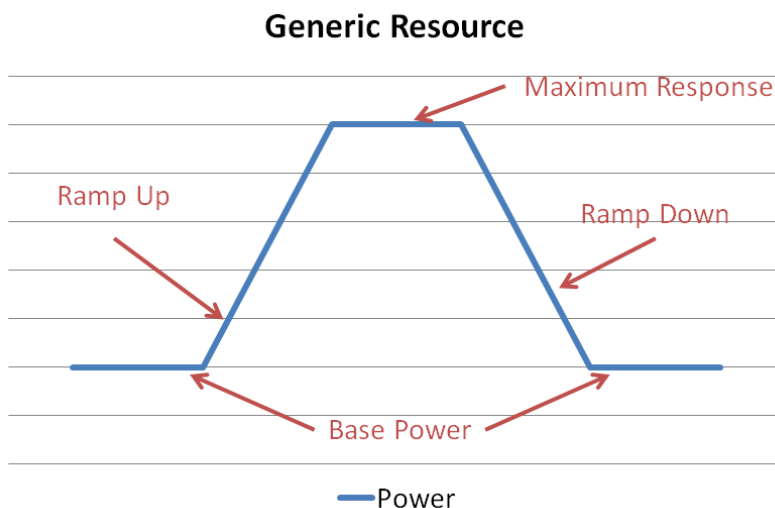 Generic Resource
Maximum Response
Ramp Up
Ramp Down
Base Power
Power